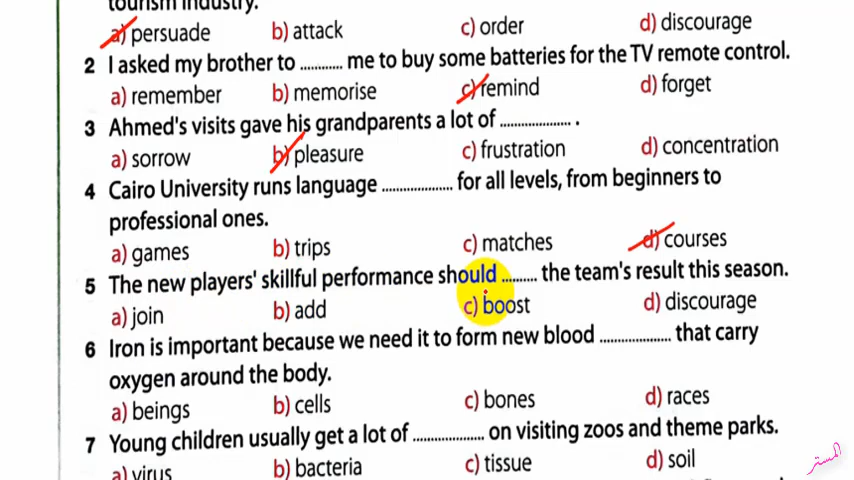 tourism industry.
a) persuade b) attack c) order d) discourage
2 I asked my brother to ............ me to buy some batteries for the TV remote control.
a) remember b) memorise c) remind d) forget
3 Ahmed's visits gave his grandparents a lot of .................... .
a) sorrow b) pleasure c) frustration d) concentration
4 Cairo University runs language .................... for all levels, from beginners to
professional ones.
a) games b) trips c) matches d) courses
5 The new players' skillful performance should .......... the team's result this season.
a) join b) add c) boost d) discourage
6 Iron is important because we need it to form new blood .................... that carry
oxygen around the body.
a) beings b) cells c) bones d) races
7 Young children usually get a lot of .................... on visiting zoos and theme parks.
a) virus b) bacteria c) tissue d) soil
المستر